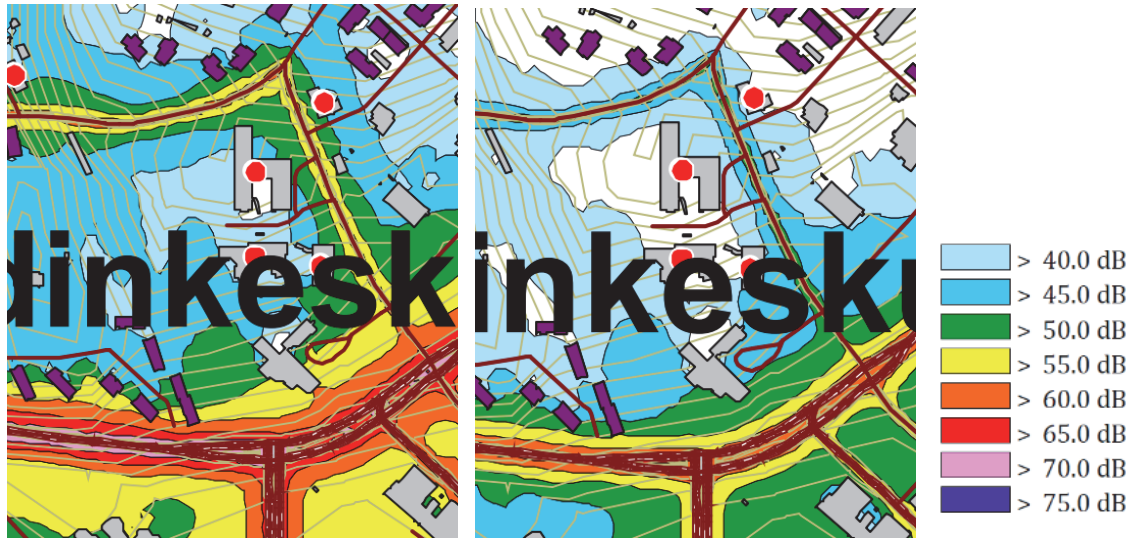 dinkesk
inkesku
> 40.0 dB
> 45.0 dB
> 50.0 dB
> 55.0 dB
> 60.0 dB
> 65.0 dB
> 70.0 dB
> 75.0 dB